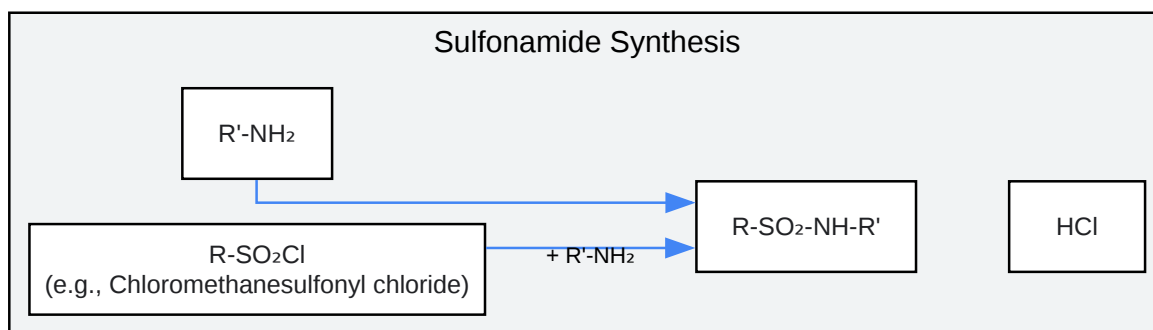 Sulfonamide Synthesis
R'-NH₂
R-SO₂Cl
(e.g., Chloromethanesulfonyl chloride)
+ R'-NH₂
R-SO₂-NH-R'
HCl